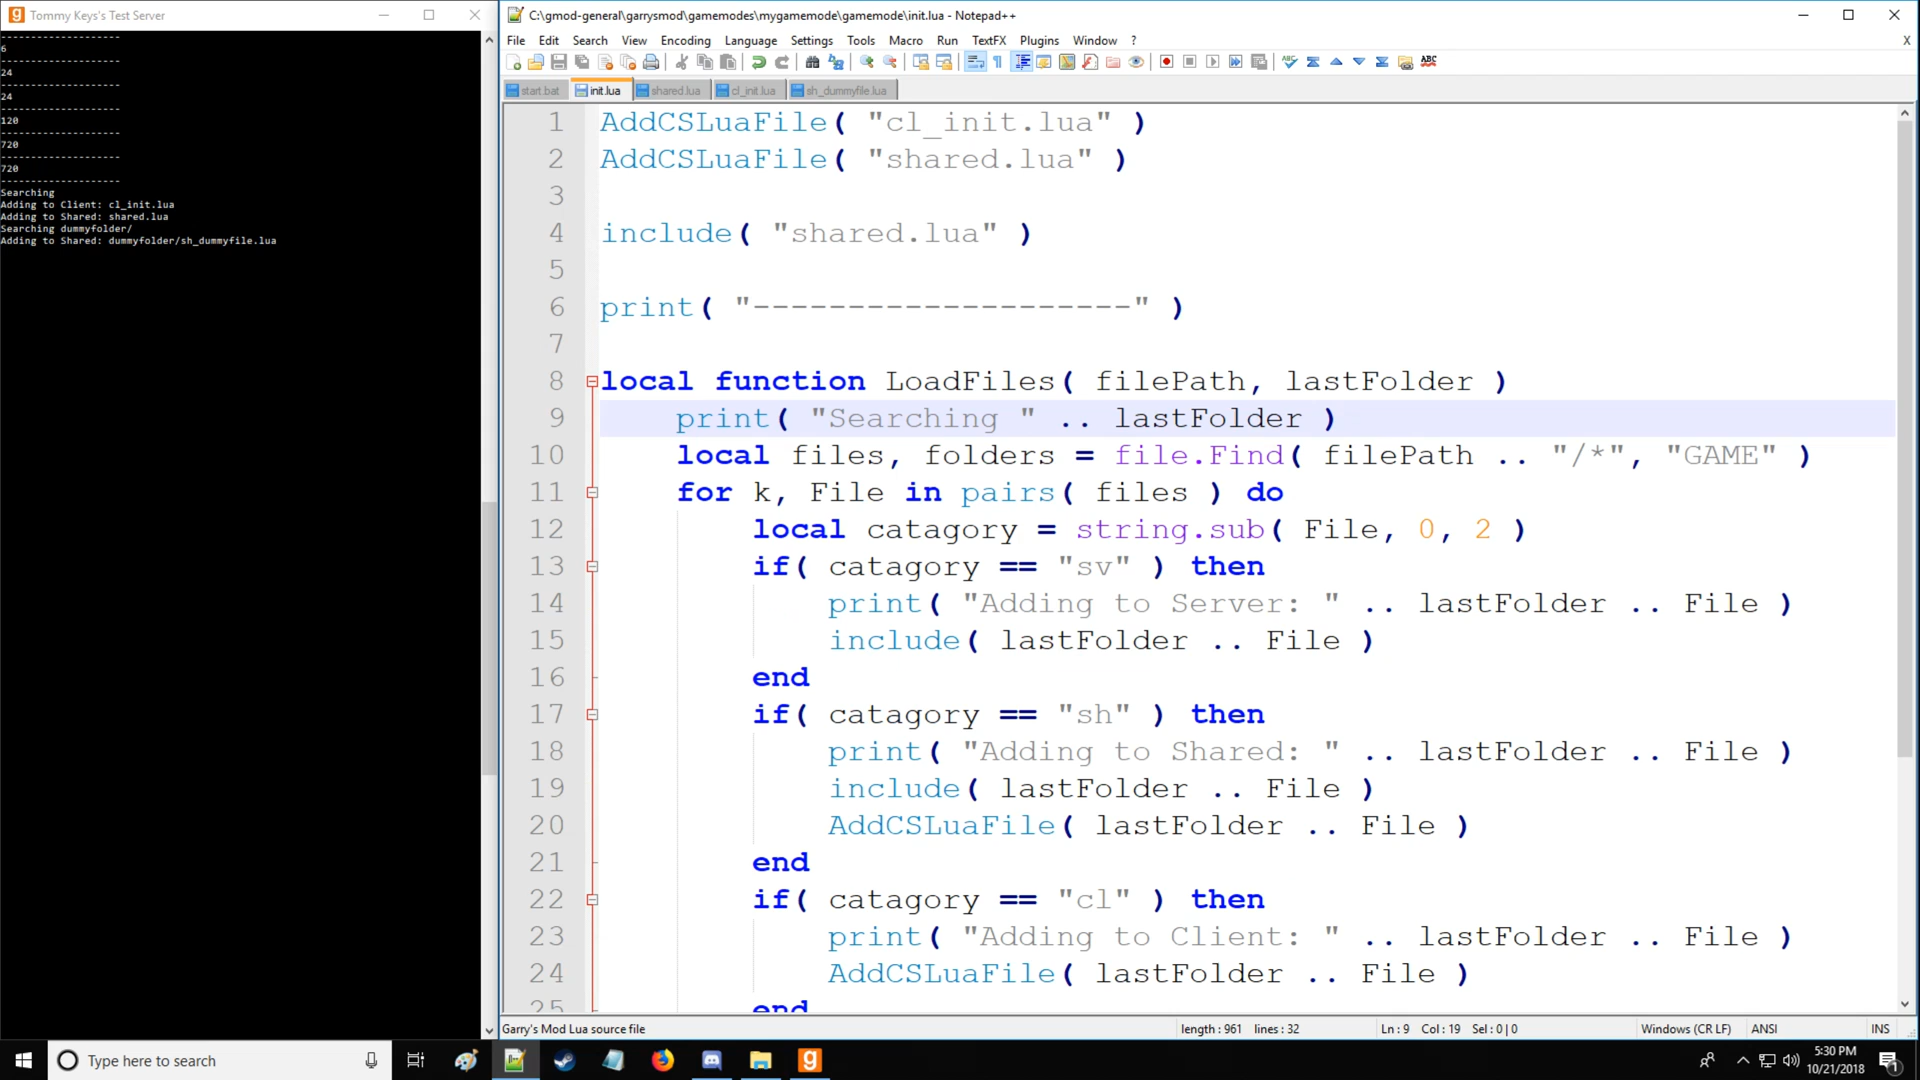 Tommy Keys's Test Server
--------------------
6
--------------------
24
--------------------
24
--------------------
120
--------------------
720
--------------------
720
--------------------
Searching
Adding to Client: cl_init.lua
Adding to Shared: shared.lua
Searching dummyfolder/
Adding to Shared: dummyfolder/sh_dummyfile.lua
C:\gmod-general\garrysmod\gamemodes\mygamemode\gamemode\init.lua - Notepad++
File Edit Search View Encoding Language Settings Tools Macro Run TextFX Plugins Window ? X
start.bat init.lua shared.lua cl_init.lua sh_dummyfile.lua
1 AddCSLuaFile( "cl_init.lua" )
2 AddCSLuaFile( "shared.lua" )
3
4 include( "shared.lua" )
5
6 print( "--------------------" )
7
8 local function LoadFiles( filePath, lastFolder )
9 print( "Searching " .. lastFolder )
10 local files, folders = file.Find( filePath .. "/*", "GAME" )
11 for k, File in pairs( files ) do
12 local catagory = string.sub( File, 0, 2 )
13 if( catagory == "sv" ) then
14 print( "Adding to Server: " .. lastFolder .. File )
15 include( lastFolder .. File )
16 end
17 if( catagory == "sh" ) then
18 print( "Adding to Shared: " .. lastFolder .. File )
19 include( lastFolder .. File )
20 AddCSLuaFile( lastFolder .. File )
21 end
22 if( catagory == "cl" ) then
23 print( "Adding to Client: " .. lastFolder .. File )
24 AddCSLuaFile( lastFolder .. File )
25 end
Garry's Mod Lua source file length : 961 lines : 32 Ln : 9 Col : 19 Sel : 0 | 0 Windows (CR LF) ANSI INS
Type here to search
5:30 PM
10/21/2018
1